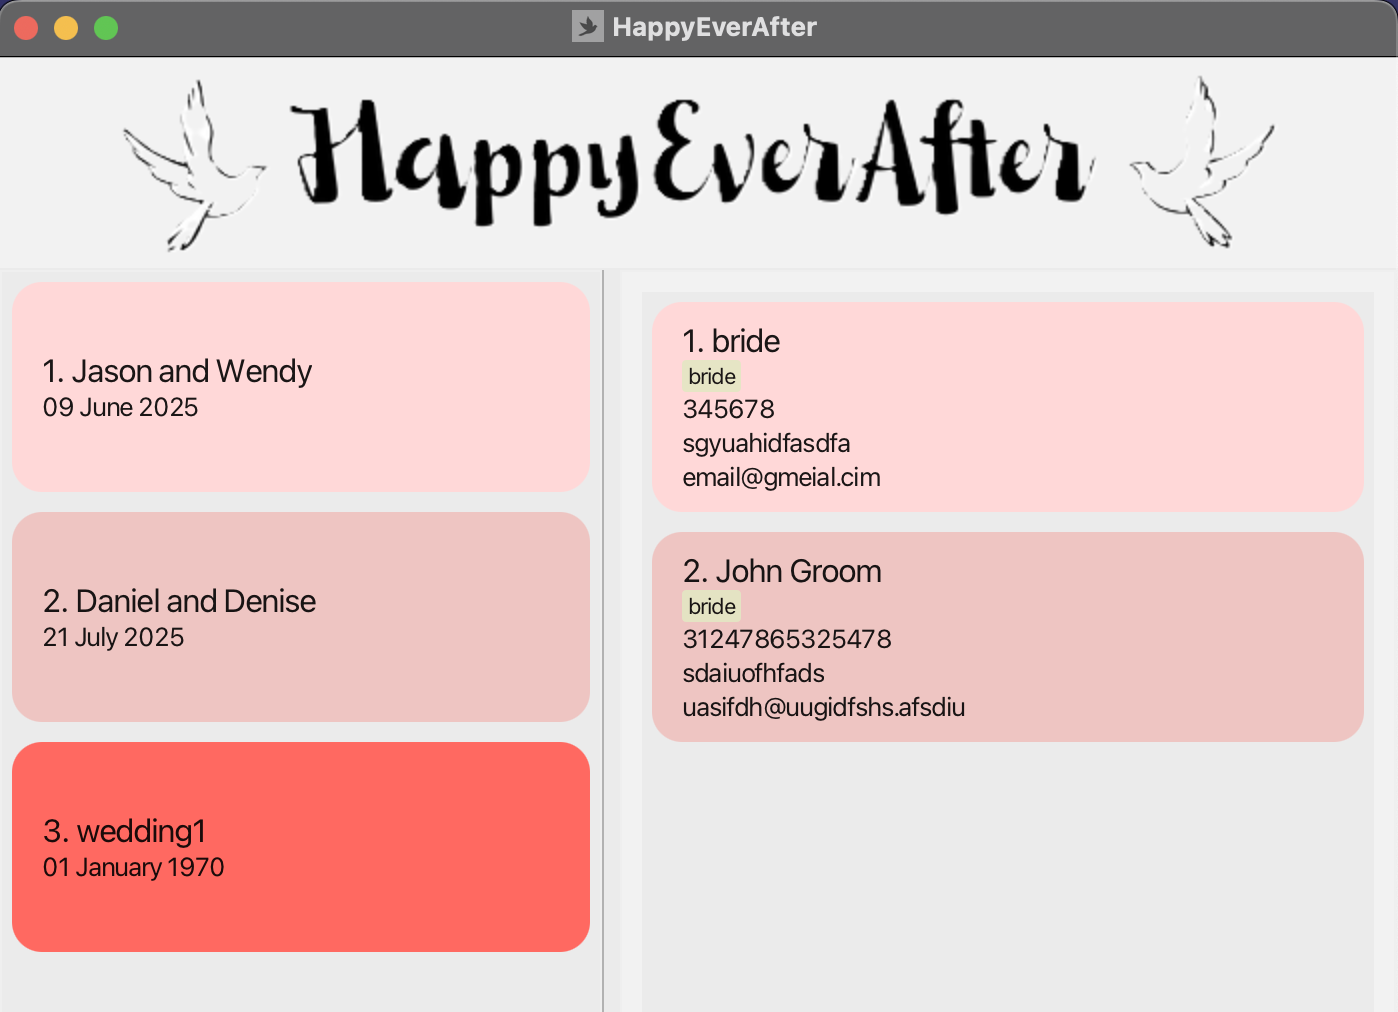 HappyEverAfter
HappyEverAfter
1. Jason and Wendy
09 June 2025
2. Daniel and Denise
21 July 2025
3. wedding1
01 January 1970
1. bride
bride
345678
sgyuahidfasdfa
email@gmeial.cim
2. John Groom
bride
31247865325478
sdaiuofhfads
uasifdh@uugidfshs.afsdiu